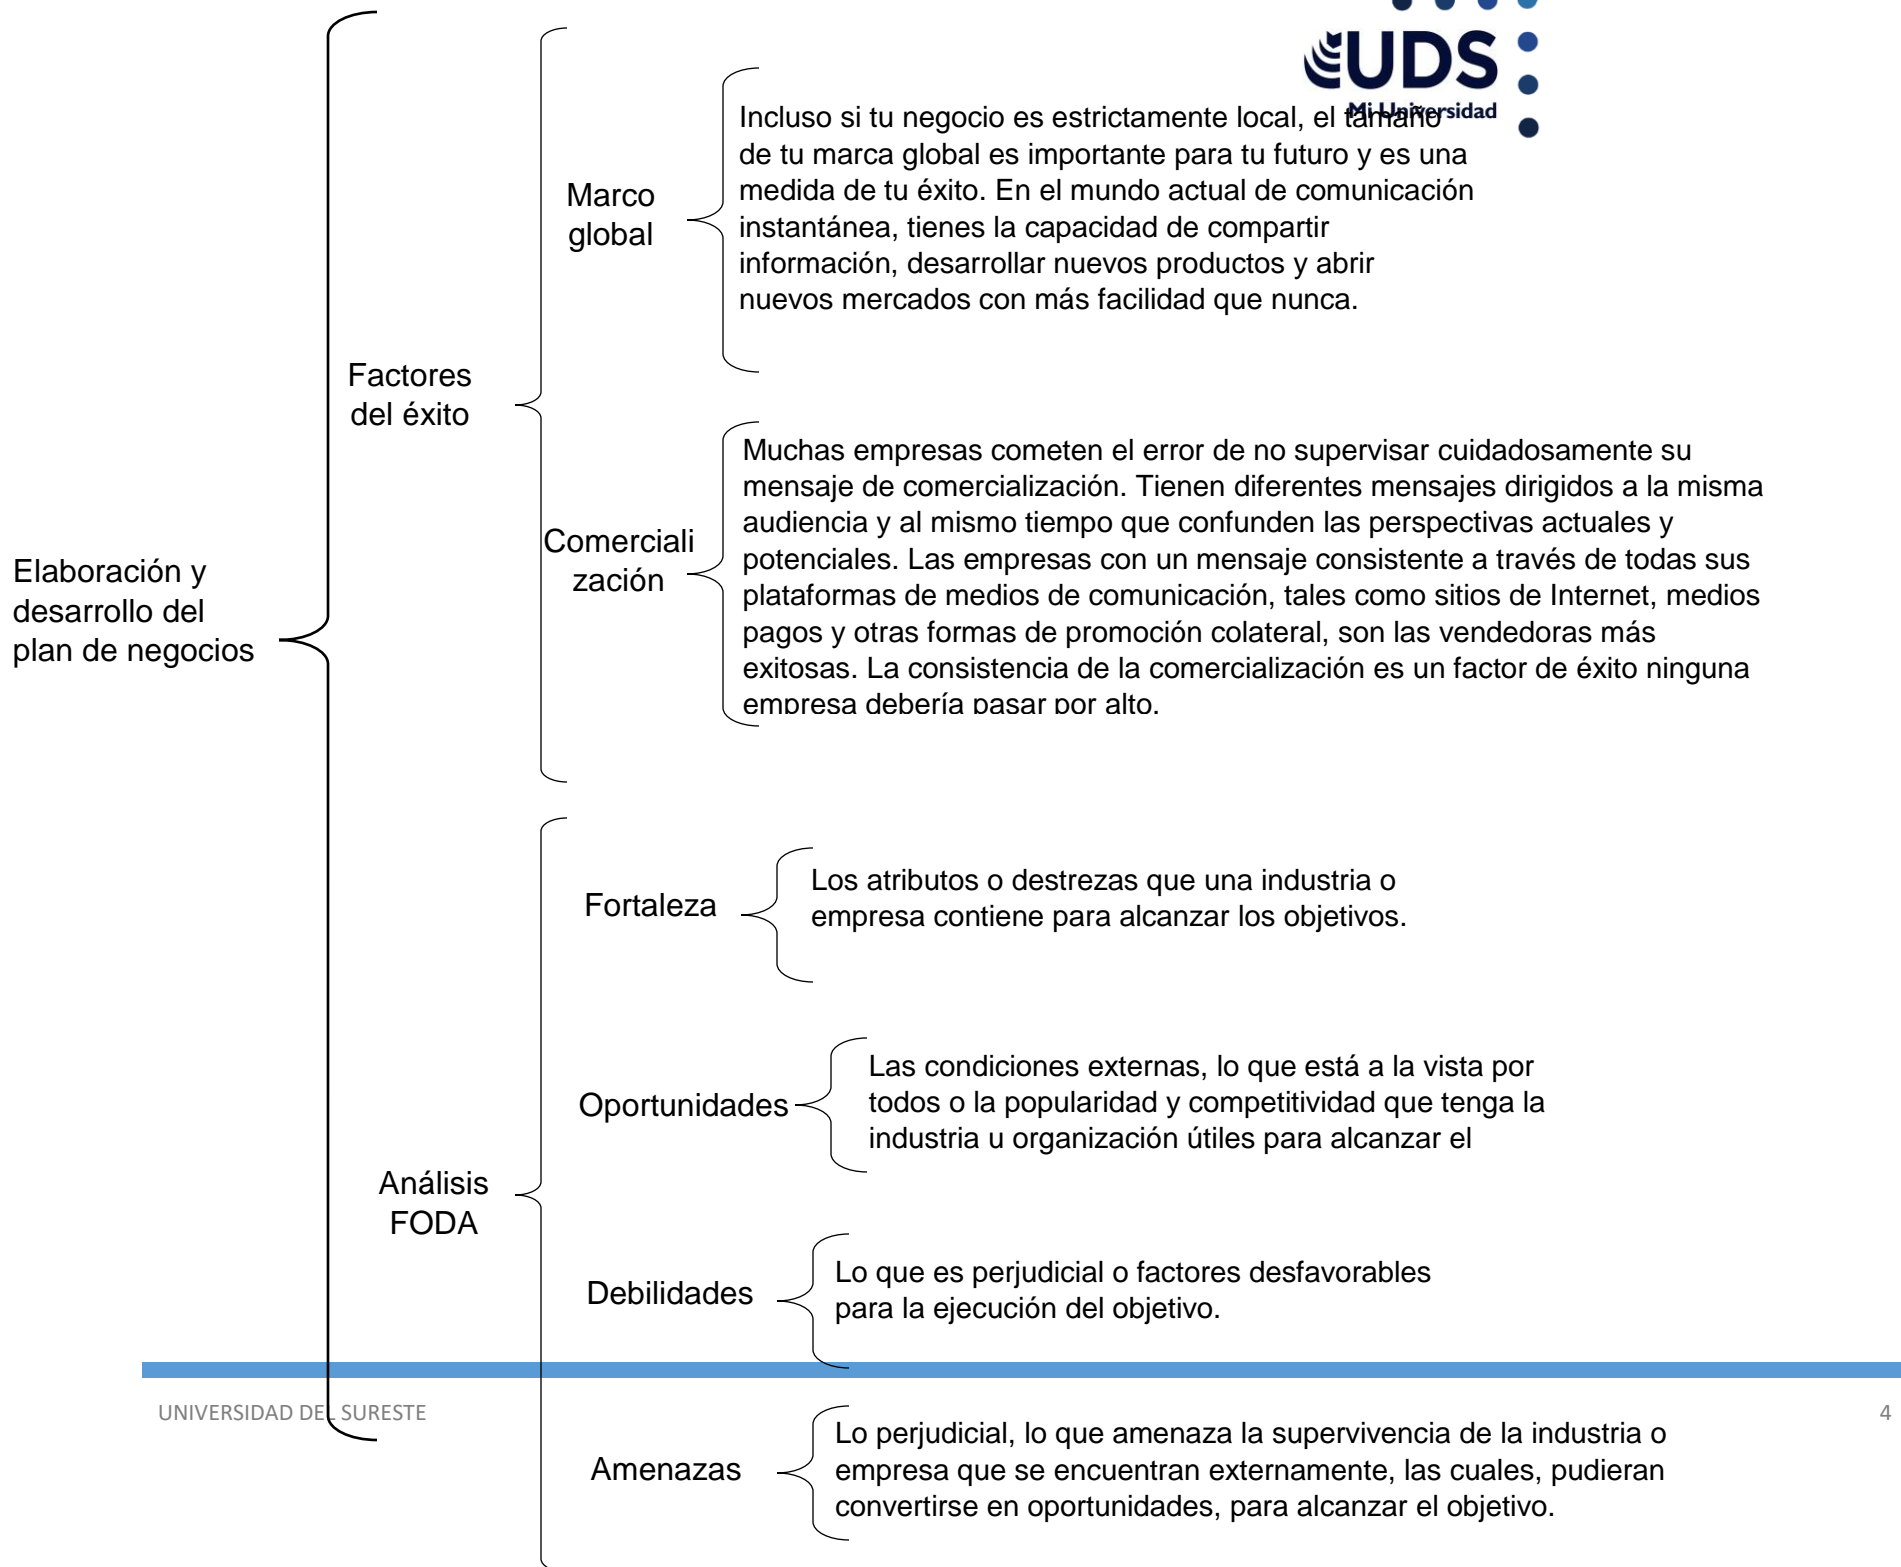 UDS
Mi Universidad
Elaboración y
desarrollo del
plan de negocios
Factores
del éxito
Marco
global
Incluso si tu negocio es estrictamente local, el tamaño
de tu marca global es importante para tu futuro y es una
medida de tu éxito. En el mundo actual de comunicación
instantánea, tienes la capacidad de compartir
información, desarrollar nuevos productos y abrir
nuevos mercados con más facilidad que nunca.
Comerciali
zación
Muchas empresas cometen el error de no supervisar cuidadosamente su
mensaje de comercialización. Tienen diferentes mensajes dirigidos a la misma
audiencia y al mismo tiempo que confunden las perspectivas actuales y
potenciales. Las empresas con un mensaje consistente a través de todas sus
plataformas de medios de comunicación, tales como sitios de Internet, medios
pagos y otras formas de promoción colateral, son las vendedoras más
exitosas. La consistencia de la comercialización es un factor de éxito ninguna
empresa debería pasar por alto.
Análisis
FODA
Fortaleza
Los atributos o destrezas que una industria o
empresa contiene para alcanzar los objetivos.
Oportunidades
Las condiciones externas, lo que está a la vista por
todos o la popularidad y competitividad que tenga la
industria u organización útiles para alcanzar el
Debilidades
Lo que es perjudicial o factores desfavorables
para la ejecución del objetivo.
Amenazas
Lo perjudicial, lo que amenaza la supervivencia de la industria o
empresa que se encuentran externamente, las cuales, pudieran
convertirse en oportunidades, para alcanzar el objetivo.
UNIVERSIDAD DEL SURESTE
4